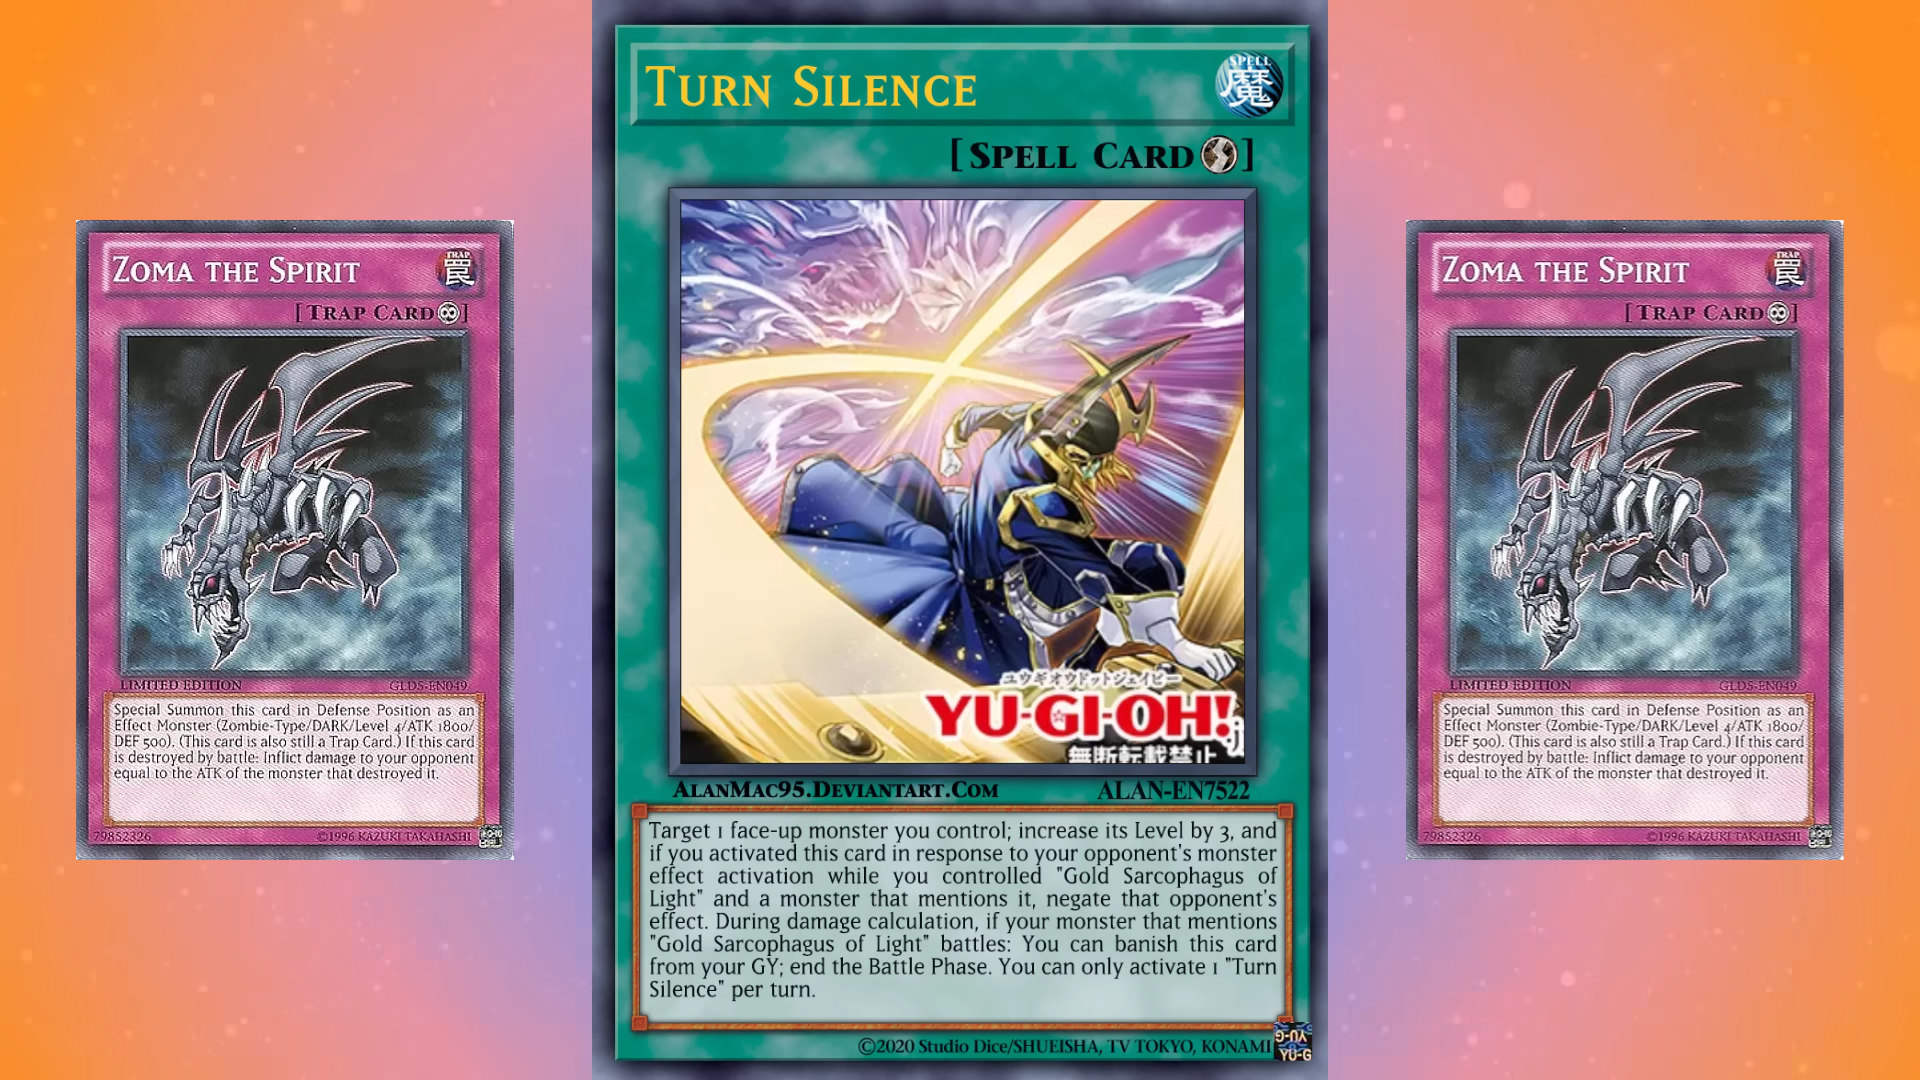 Zoma the Spirit
TRAP
罠
[Trap Card]
LIMITED EDITION
GLD5-EN049
Special Summon this card in Defense Position as an
Effect Monster (Zombie-Type/DARK/Level 4/ATK 1800/
DEF 500). (This card is also still a Trap Card.) If this card
is destroyed by battle: Inflict damage to your opponent
equal to the ATK of the monster that destroyed it.
79852326
©1996 KAZUKI TAKAHASHI
Turn Silence
SPELL
魔
[Spell Card]
ユウギオウドットジェイピー
YU-GI-OH!.j
無断転載禁止
AlanMac95.Deviantart.Com
ALAN-EN7522
Target 1 face-up monster you control; increase its Level by 3, and
if you activated this card in response to your opponent's monster
effect activation while you controlled "Gold Sarcophagus of
Light" and a monster that mentions it, negate that opponent's
effect. During damage calculation, if your monster that mentions
"Gold Sarcophagus of Light" battles: You can banish this card
from your GY; end the Battle Phase. You can only activate 1 "Turn
Silence" per turn.
©2020 Studio Dice/SHUEISHA, TV TOKYO, KONAMI
Zoma the Spirit
TRAP
罠
[Trap Card]
LIMITED EDITION
GLD5-EN049
Special Summon this card in Defense Position as an
Effect Monster (Zombie-Type/DARK/Level 4/ATK 1800/
DEF 500). (This card is also still a Trap Card.) If this card
is destroyed by battle: Inflict damage to your opponent
equal to the ATK of the monster that destroyed it.
79852326
©1996 KAZUKI TAKAHASHI